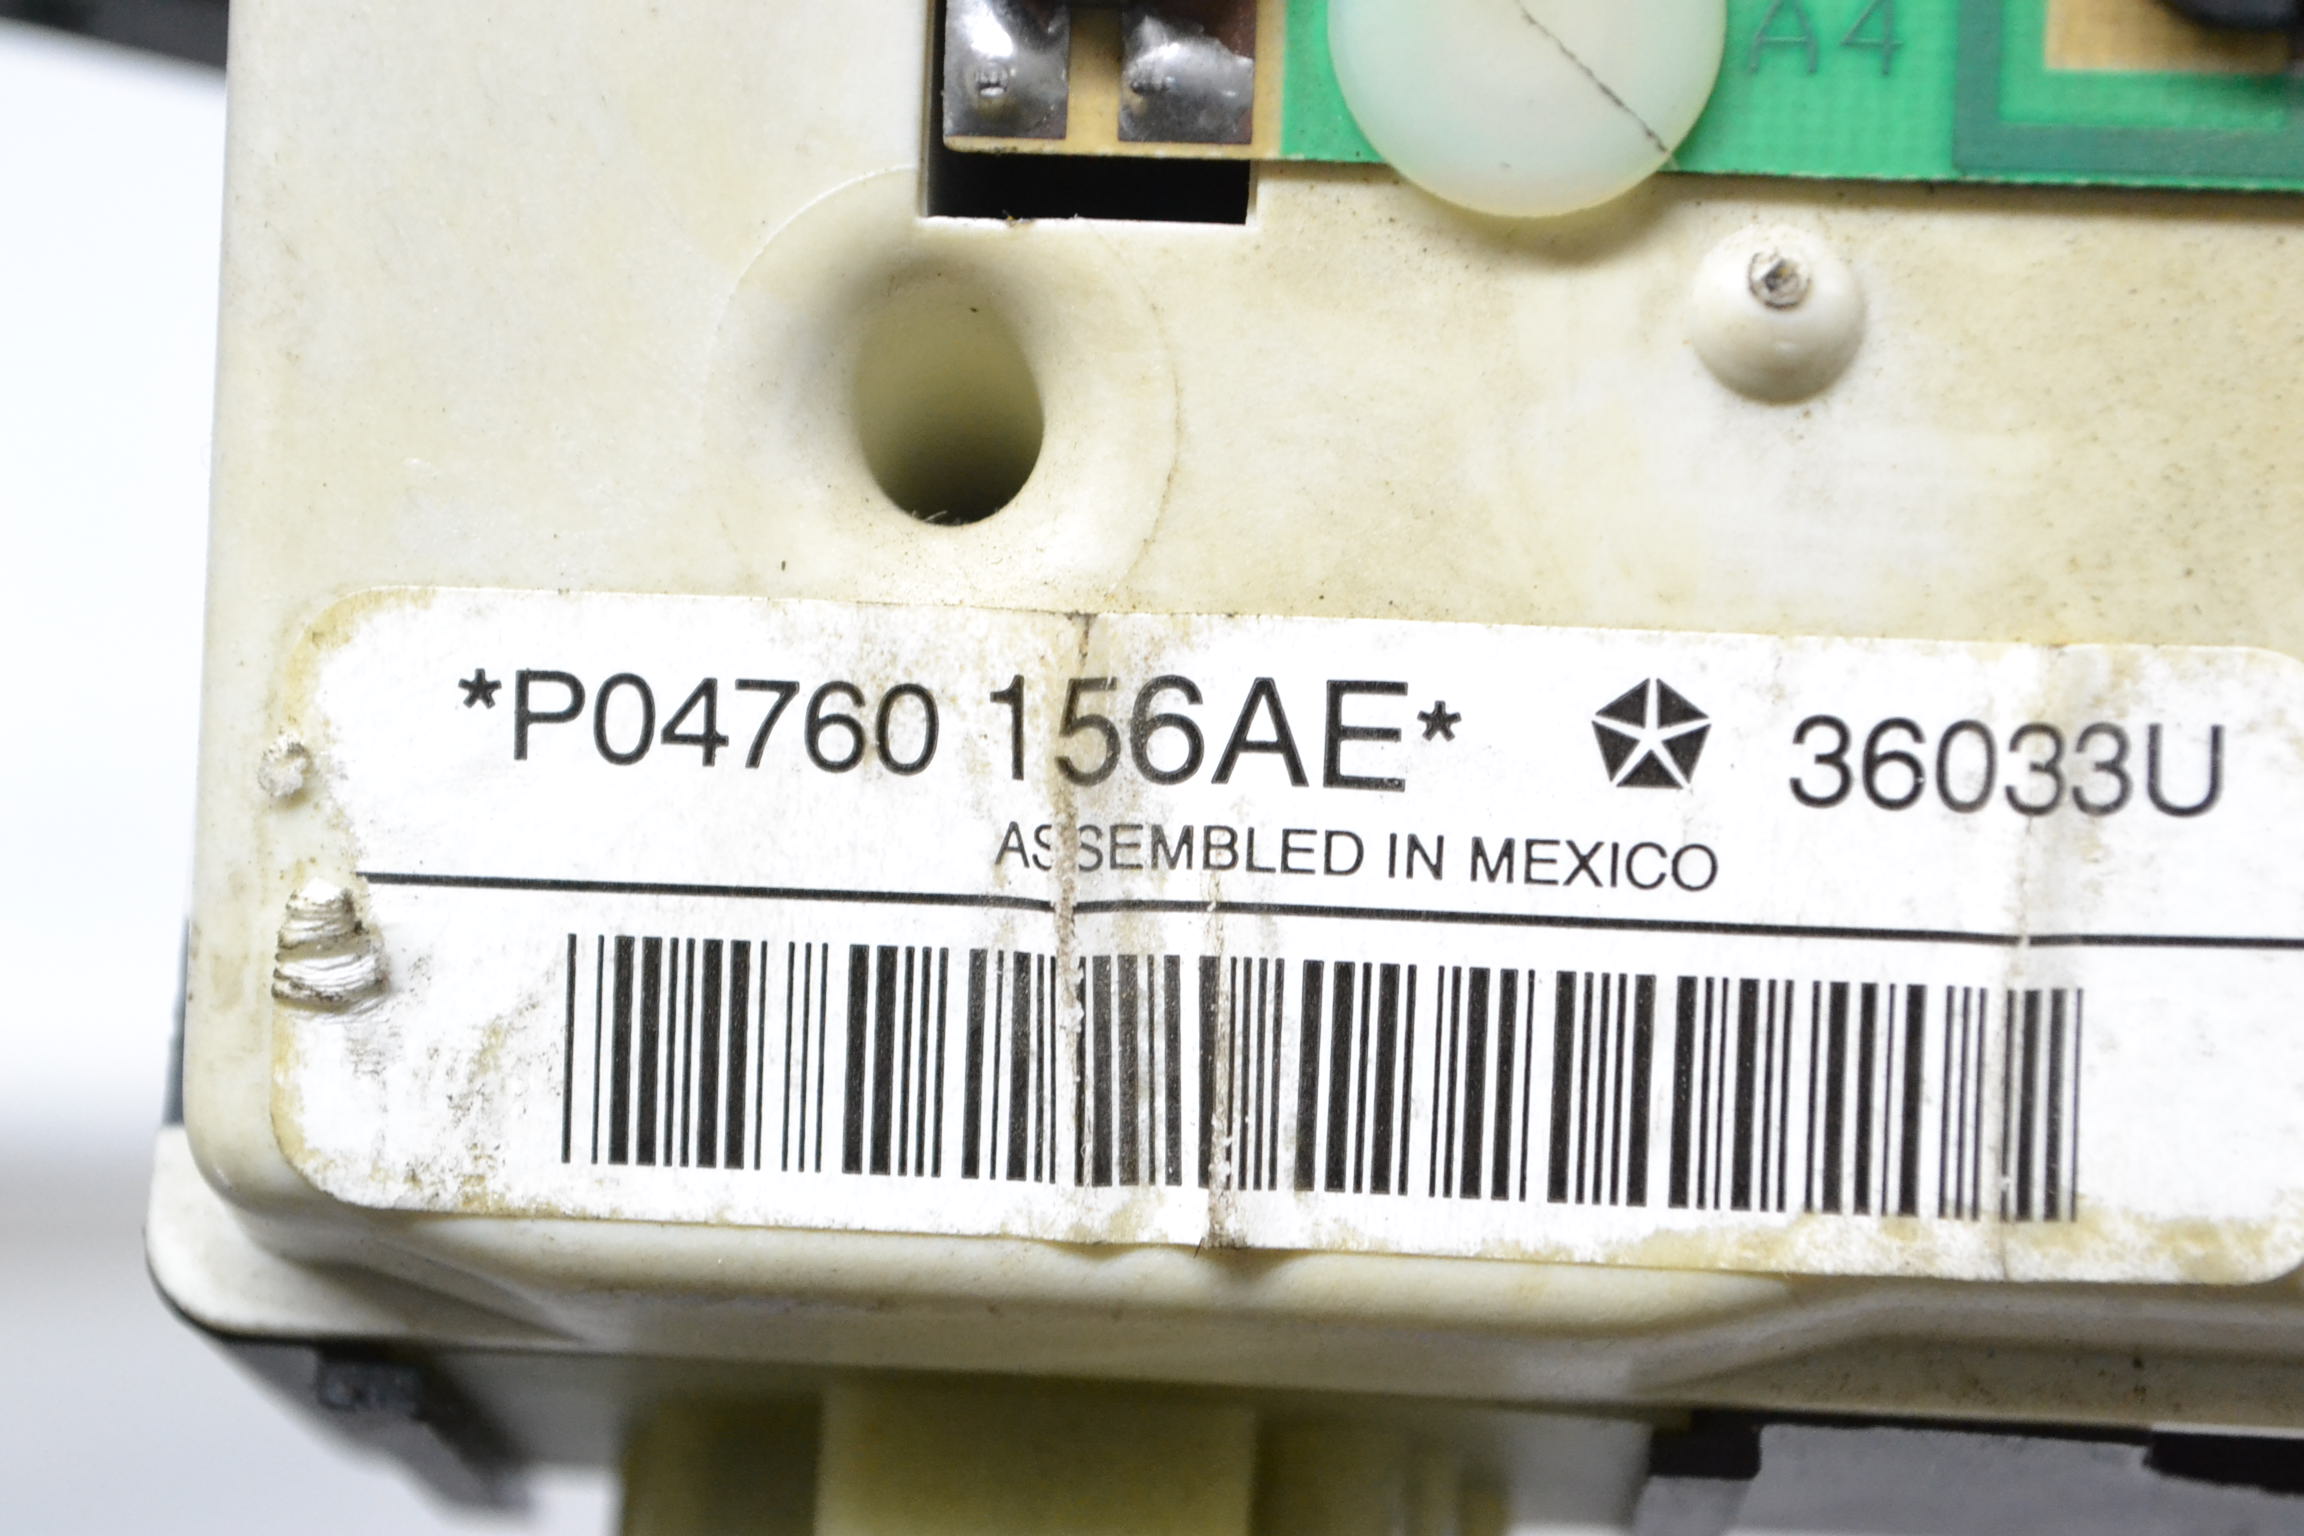 A4
*P04760 156AE* 36033U
ASSEMBLED IN MEXICO